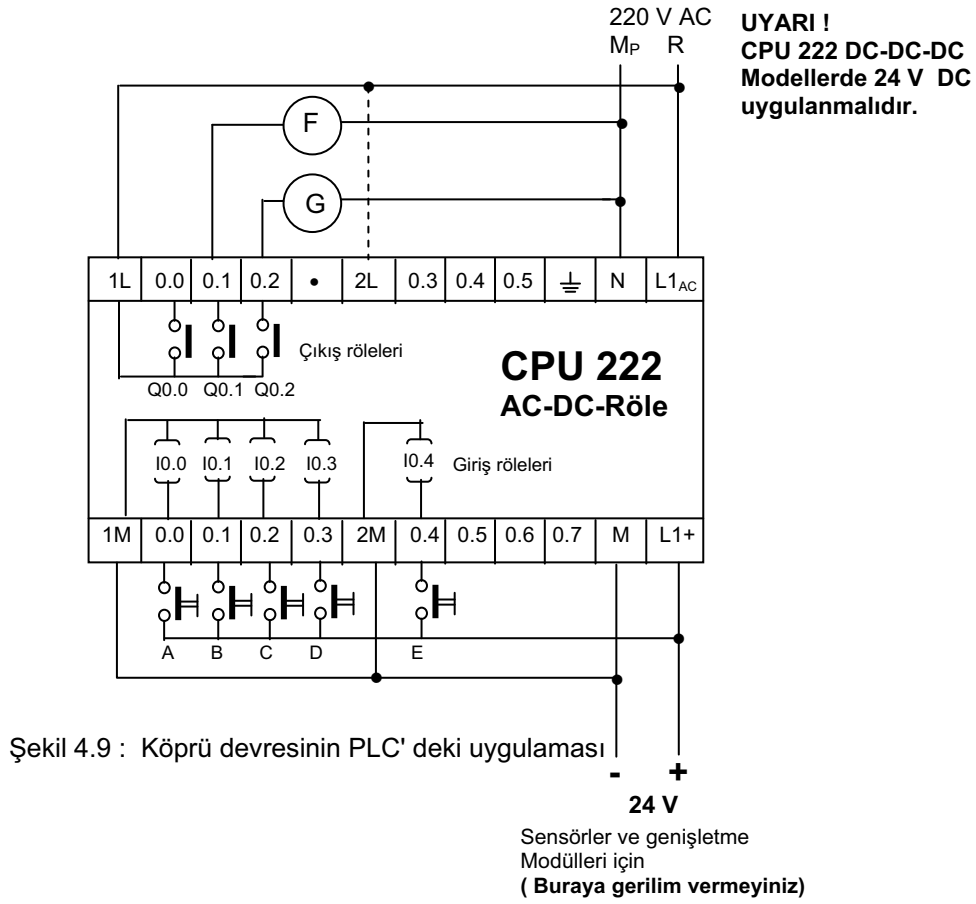 220 V AC
MP R
UYARI !
CPU 222 DC-DC-DC
Modellerde 24 V DC
uygulanmalıdır.
F
G
1L 0.0 0.1 0.2 • 2L 0.3 0.4 0.5 ⏚ N L1AC
Çıkış röleleri
Q0.0 Q0.1 Q0.2
CPU 222
AC-DC-Röle
I0.0 I0.1 I0.2 I0.3 I0.4 Giriş röleleri
1M 0.0 0.1 0.2 0.3 2M 0.4 0.5 0.6 0.7 M L1+
A B C D E
Şekil 4.9 : Köprü devresinin PLC' deki uygulaması
- +
24 V
Sensörler ve genişletme
Modülleri için
( Buraya gerilim vermeyiniz)